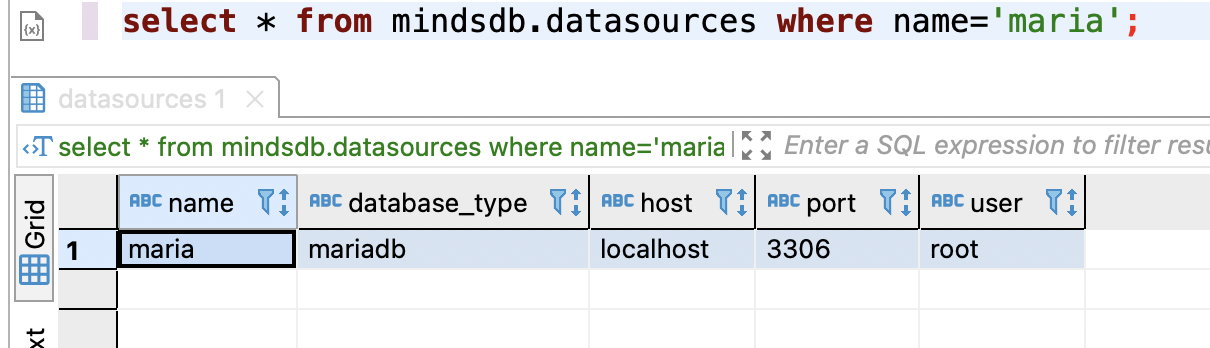 select * from mindsdb.datasources where name='maria';
datasources 1
select * from mindsdb.datasources where name='maria
Enter a SQL expression to filter resu
ABC name ABC database_type ABC host ABC port ABC user
Grid
1 maria mariadb localhost 3306 root
xt